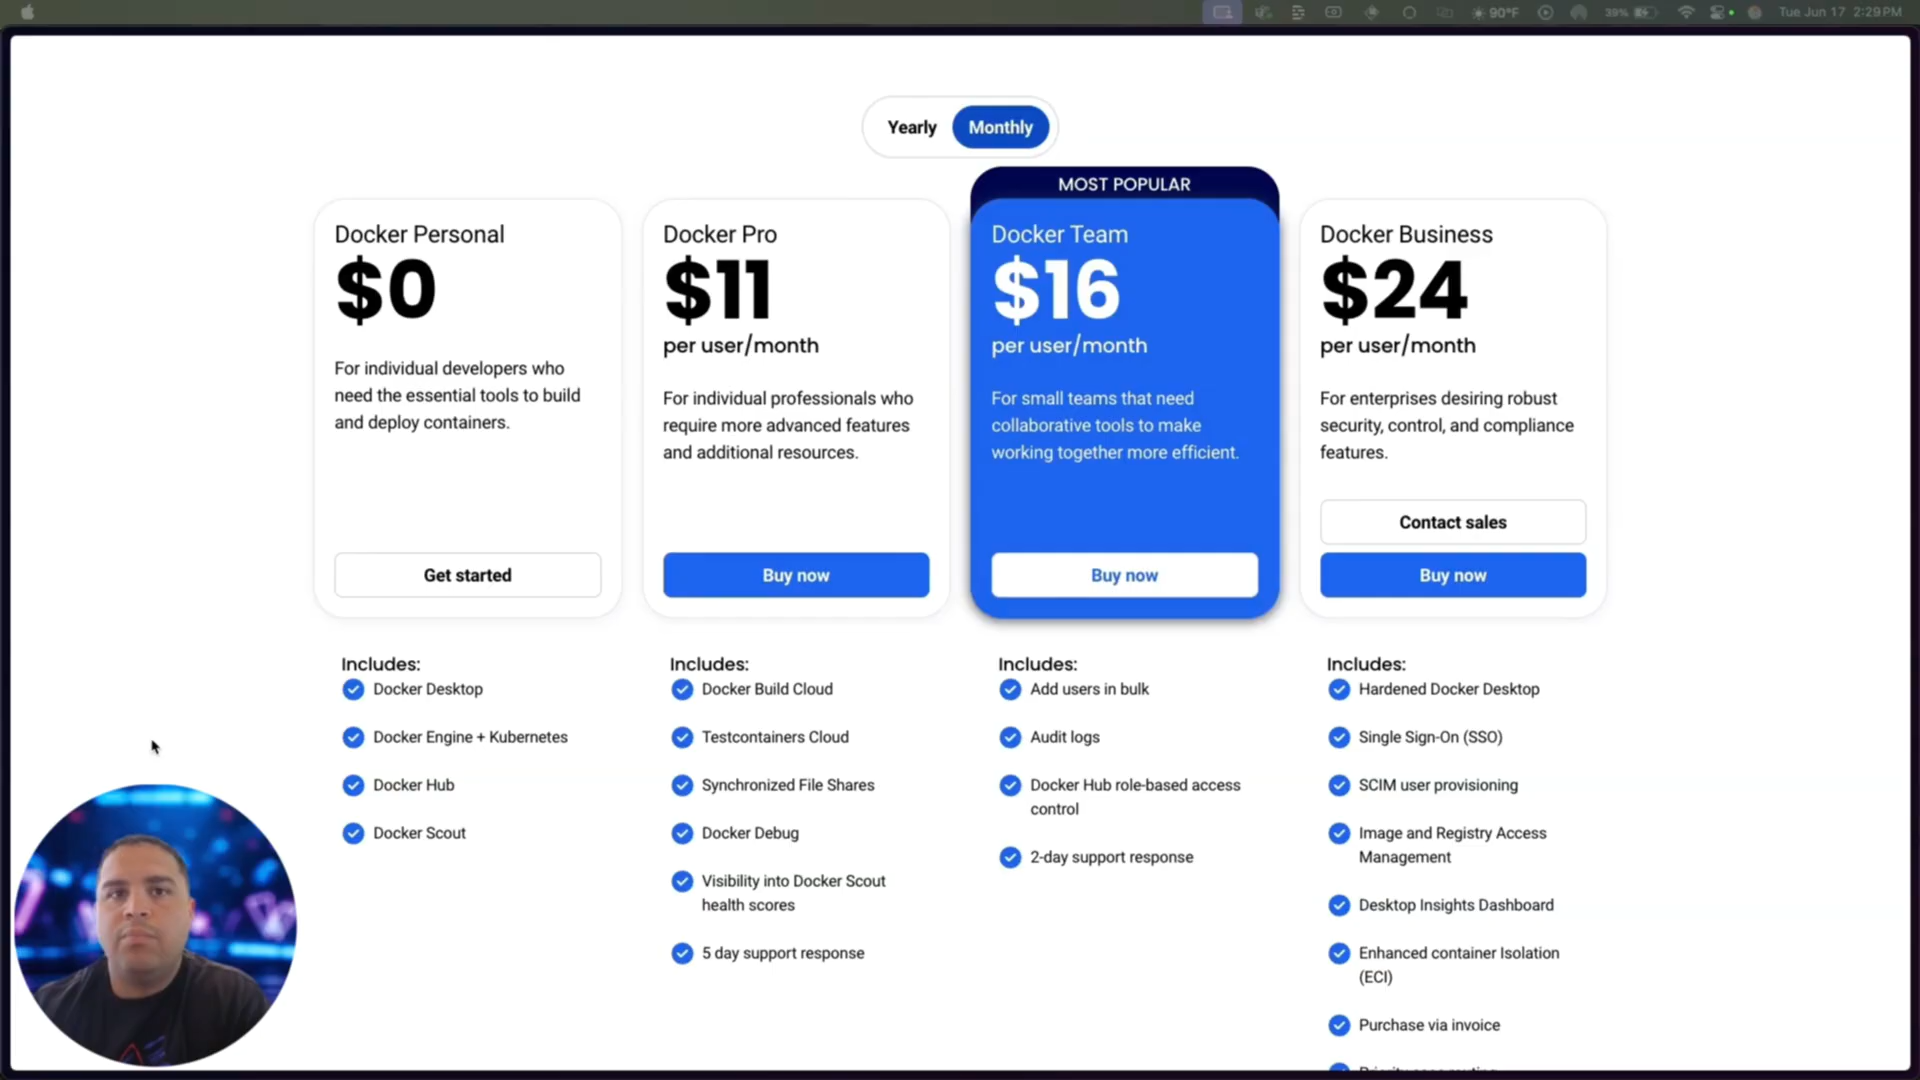 90°F
39%
Tue Jun 17 2:29 PM
Yearly
Monthly
Docker Personal
$0
For individual developers who
need the essential tools to build
and deploy containers.
Get started
Includes:
Docker Desktop
Docker Engine + Kubernetes
Docker Hub
Docker Scout
Docker Pro
$11
per user/month
For individual professionals who
require more advanced features
and additional resources.
Buy now
Includes:
Docker Build Cloud
Testcontainers Cloud
Synchronized File Shares
Docker Debug
Visibility into Docker Scout
health scores
5 day support response
MOST POPULAR
Docker Team
$16
per user/month
For small teams that need
collaborative tools to make
working together more efficient.
Buy now
Includes:
Add users in bulk
Audit logs
Docker Hub role-based access
control
2-day support response
Docker Business
$24
per user/month
For enterprises desiring robust
security, control, and compliance
features.
Contact sales
Buy now
Includes:
Hardened Docker Desktop
Single Sign-On (SSO)
SCIM user provisioning
Image and Registry Access
Management
Desktop Insights Dashboard
Enhanced container Isolation
(ECI)
Purchase via invoice